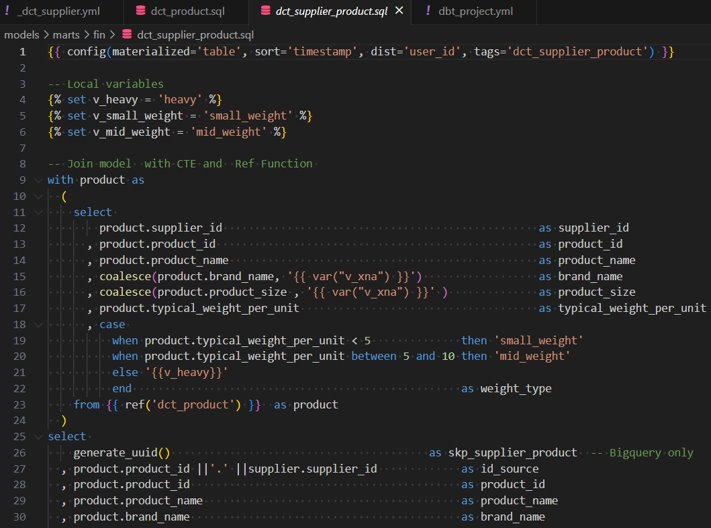 _dct_supplier.yml dct_product.sql dct_supplier_product.sql dbt_project.yml
models > marts > fin > dct_supplier_product.sql
1 {{ config(materialized='table', sort='timestamp', dist='user_id', tags='dct_supplier_product') }}
2
3 -- Local variables
4 {% set v_heavy = 'heavy' %}
5 {% set v_small_weight = 'small_weight' %}
6 {% set v_mid_weight = 'mid_weight' %}
7
8 -- Join model with CTE and Ref Function
9 with product as
10 (
11 select
12 product.supplier_id as supplier_id
13 , product.product_id as product_id
14 , product.product_name as product_name
15 , coalesce(product.brand_name, '{{ var("v_xna") }}') as brand_name
16 , coalesce(product.product_size , '{{ var("v_xna") }}' ) as product_size
17 , product.typical_weight_per_unit as typical_weight_per_unit
18 , case
19 when product.typical_weight_per_unit < 5 then 'small_weight'
20 when product.typical_weight_per_unit between 5 and 10 then 'mid_weight'
21 else '{{v_heavy}}'
22 end as weight_type
23 from {{ ref('dct_product') }} as product
24 )
25 select
26 generate_uuid() as skp_supplier_product -- Bigquery only
27 , product.product_id ||'.' ||supplier.supplier_id as id_source
28 , product.product_id as product_id
29 , product.product_name as product_name
30 , product.brand_name as brand_name